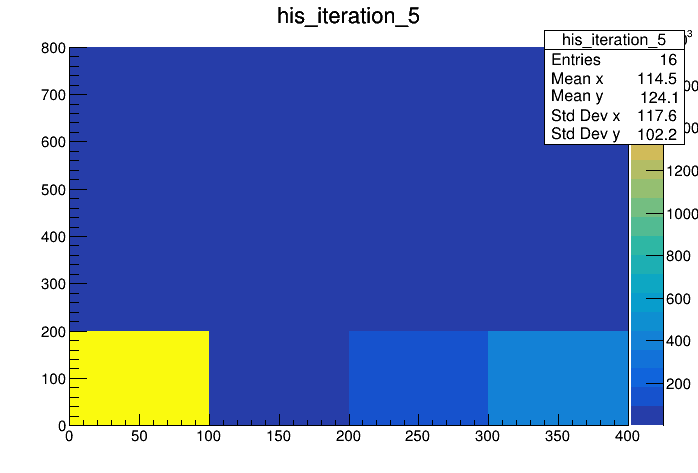 his_iteration_5
his_iteration_5
Entries 16
Mean x 114.5
Mean y 124.1
Std Dev x 117.6
Std Dev y 102.2
800
700
600
500
400
300
200
100
0
0 50 100 150 200 250 300 350 400
1200
1000
800
600
400
200